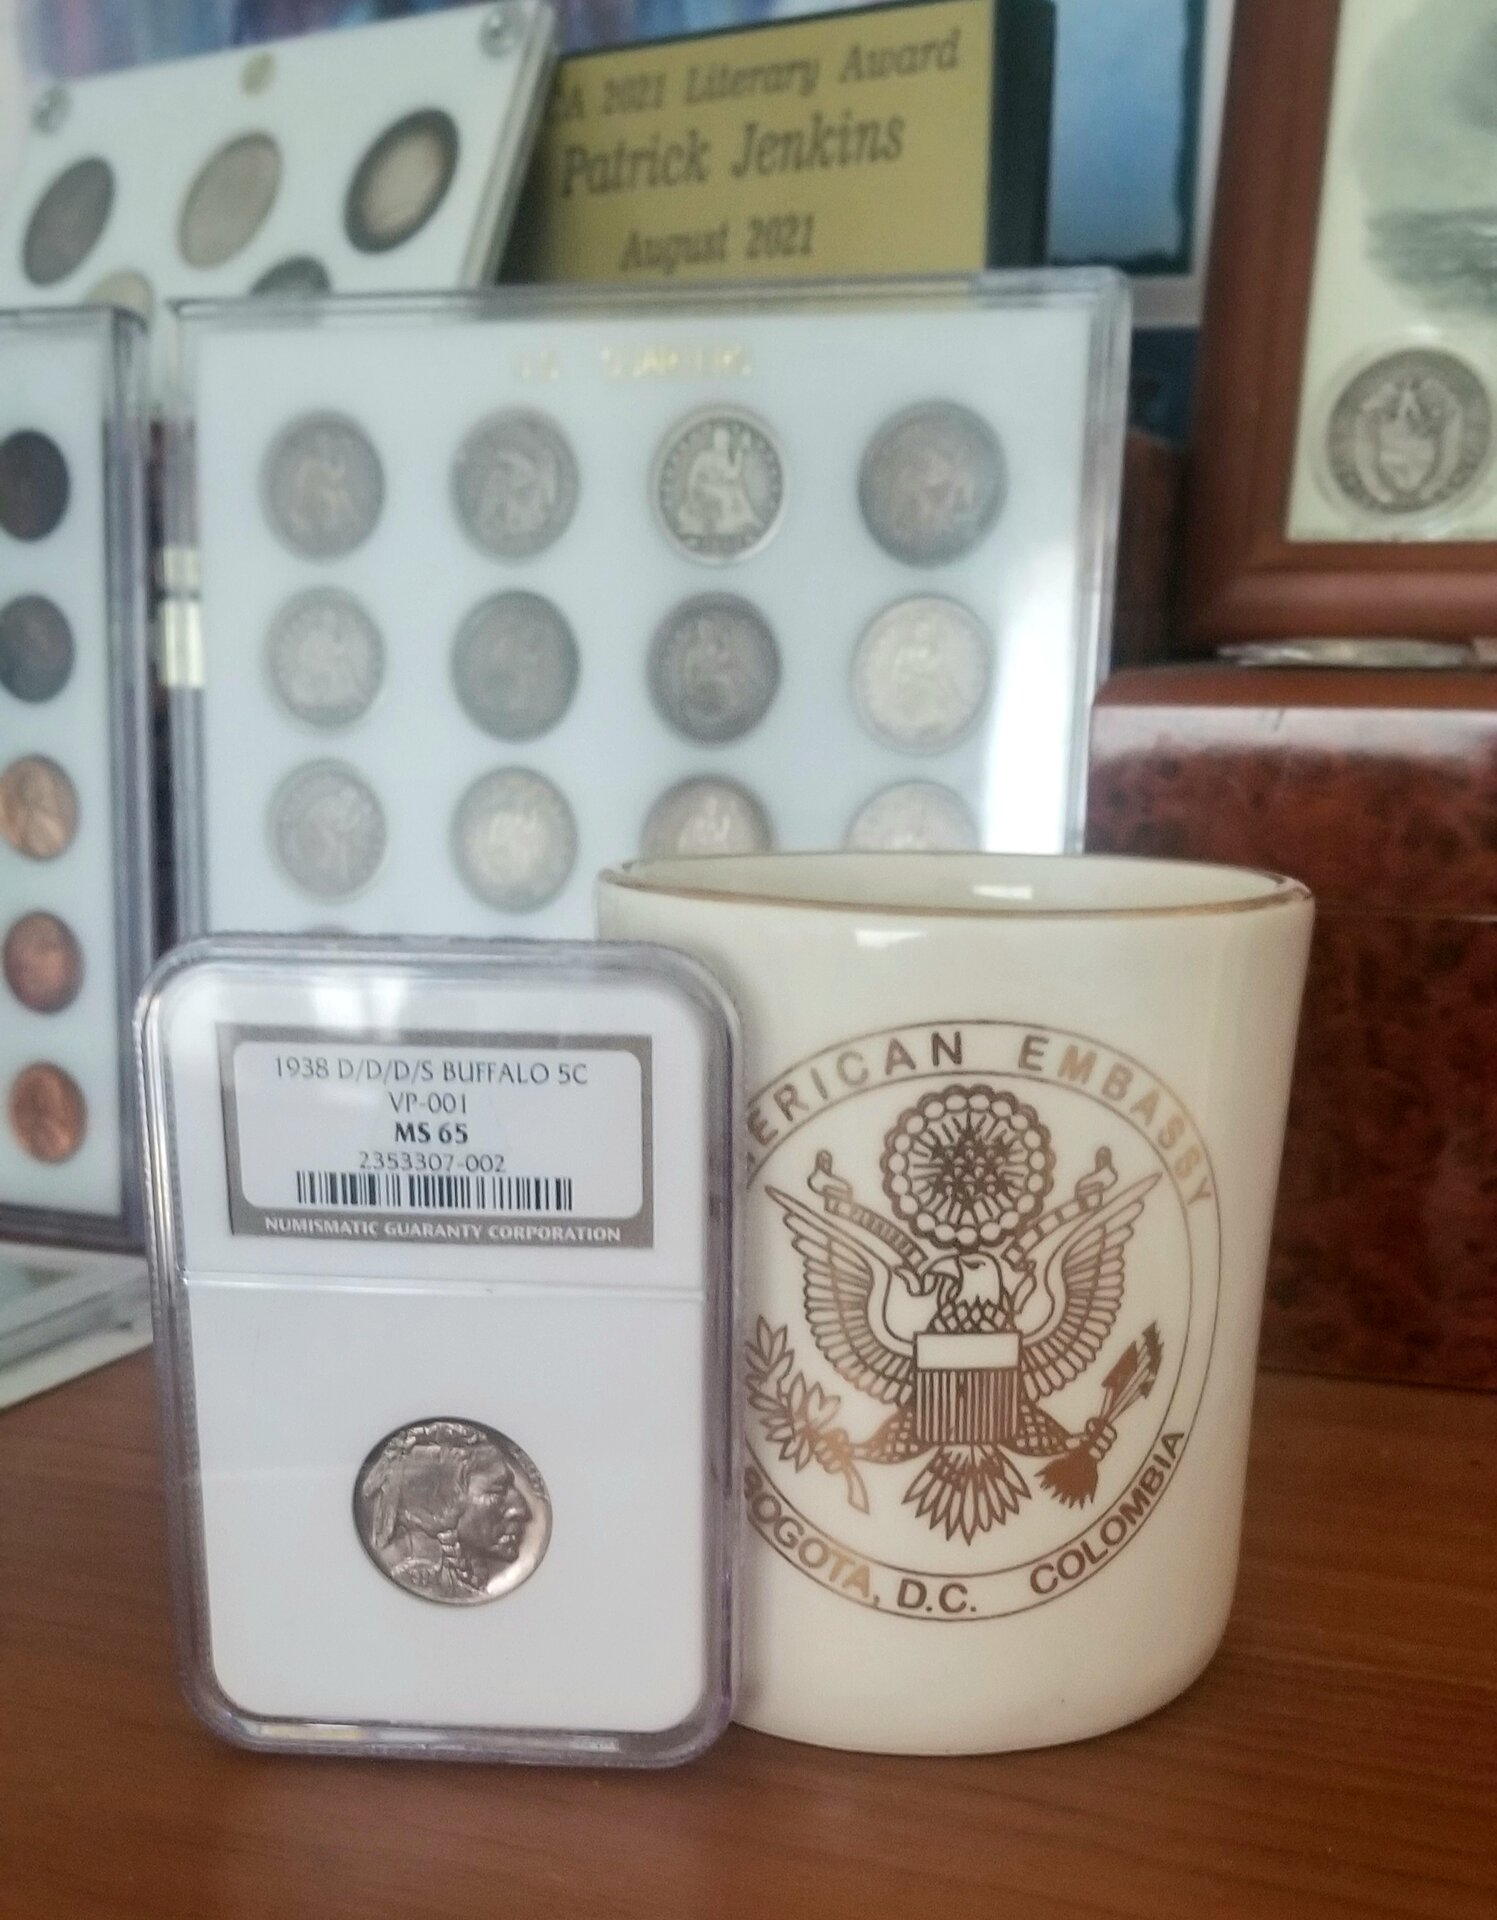 A 2021 Literary Award
Patrick Jenkins
August 2021
1938 D/D/D/S BUFFALO 5C
VP-001
MS 65
2353307-002
NUMISMATIC GUARANTY CORPORATION
ERICAN EMBASSY
BOGOTA, D.C. COLOMBIA